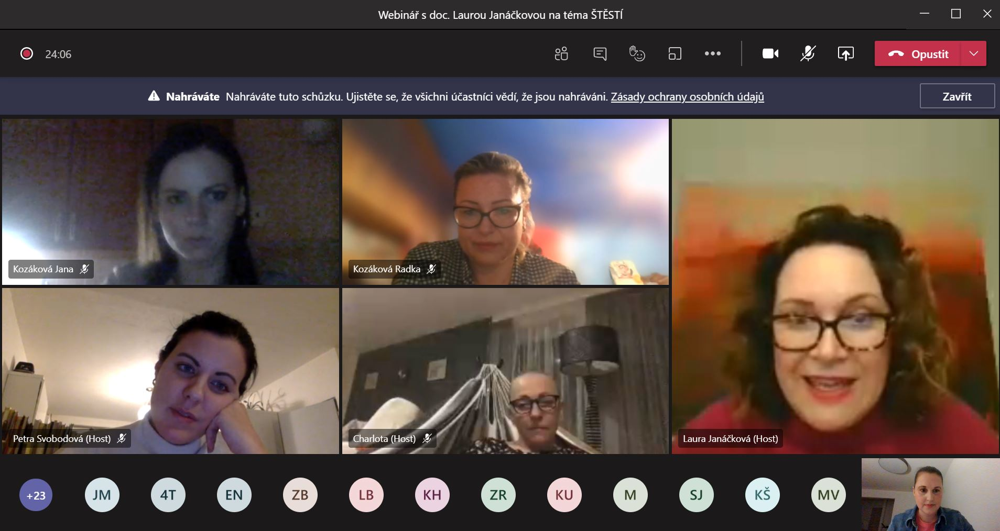 Webinář s doc. Laurou Janáčkovou na téma ŠTĚSTÍ
24:06
Opustit
Nahráváte Nahráváte tuto schůzku. Ujistěte se, že všichni účastníci vědí, že jsou nahráváni. Zásady ochrany osobních údajů
Zavřít
Kozáková Jana
Kozáková Radka
Petra Svobodová (Host)
Charlota (Host)
Laura Janáčková (Host)
+23
JM
4T
EN
ZB
LB
KH
ZR
KU
M
SJ
KŠ
MV